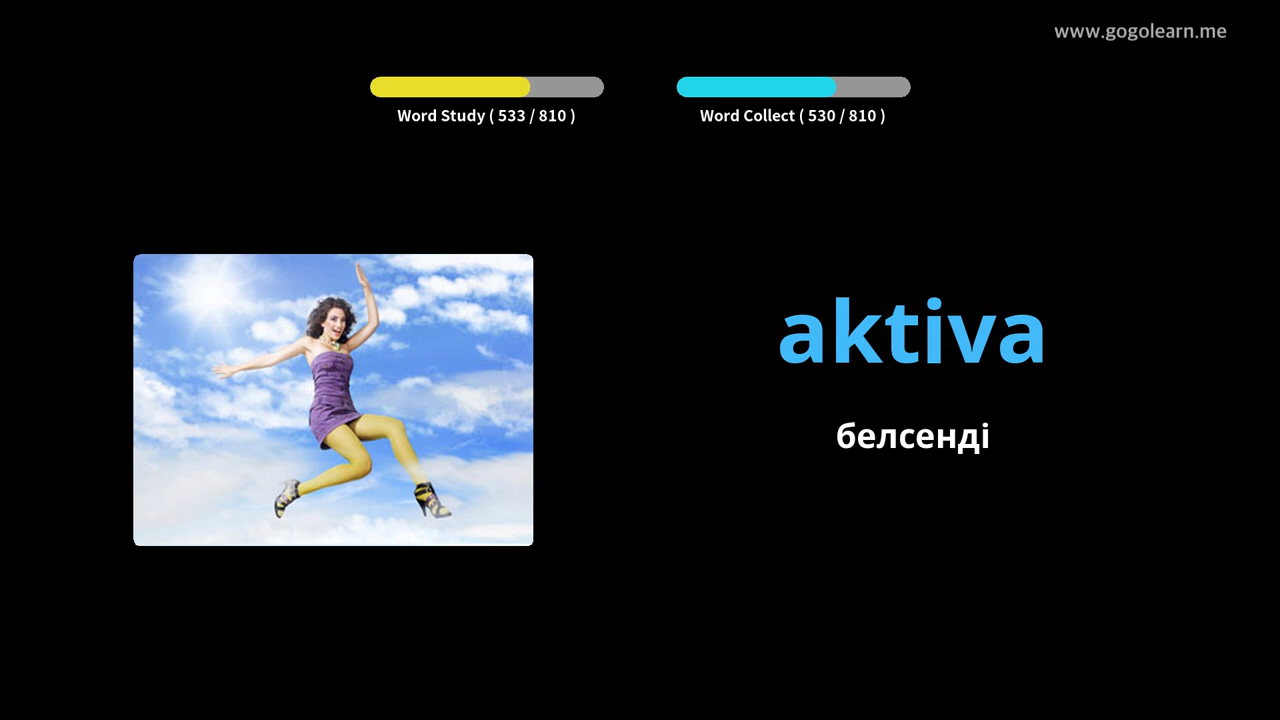 www.gogolearn.me
Word Study ( 533 / 810 )
Word Collect ( 530 / 810 )
aktiva
белсенді